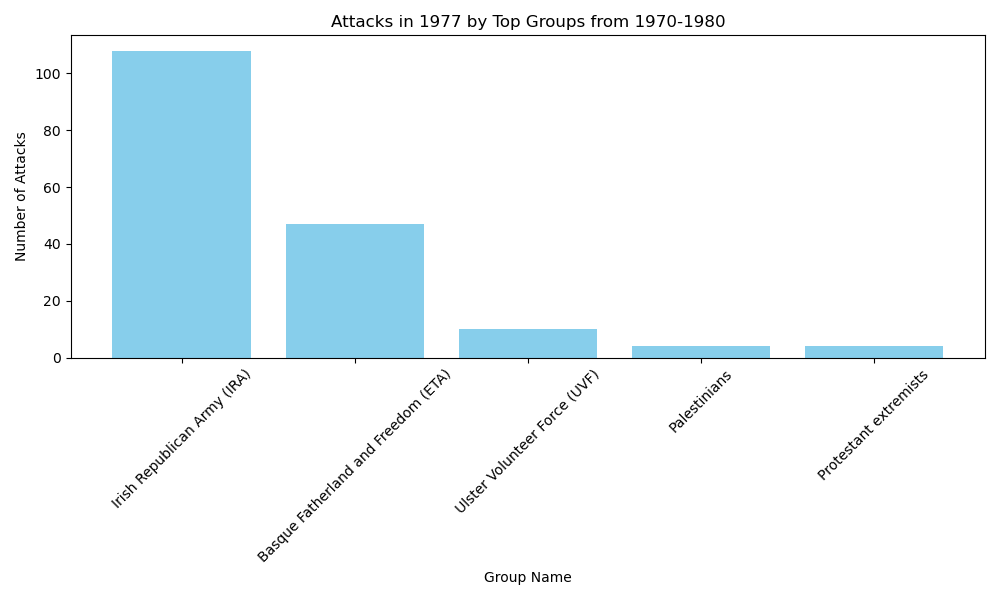 Attacks in 1977 by Top Groups from 1970-1980
Number of Attacks
100
80
60
40
20
0
Irish Republican Army (IRA)
Basque Fatherland and Freedom (ETA)
Ulster Volunteer Force (UVF)
Palestinians
Protestant extremists
Group Name